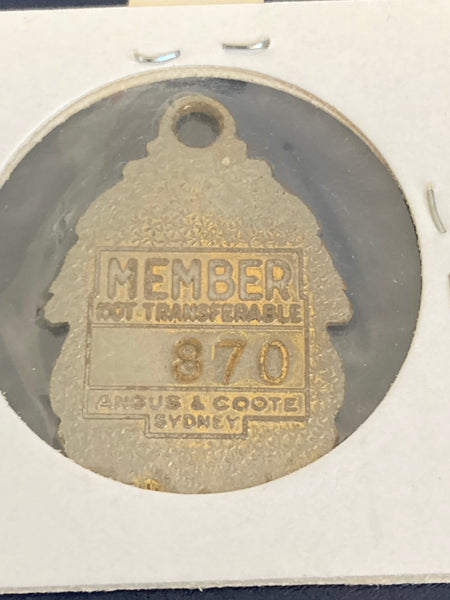 MEMBER
NOT TRANSFERABLE
870
ANGUS & COOTE
SYDNEY